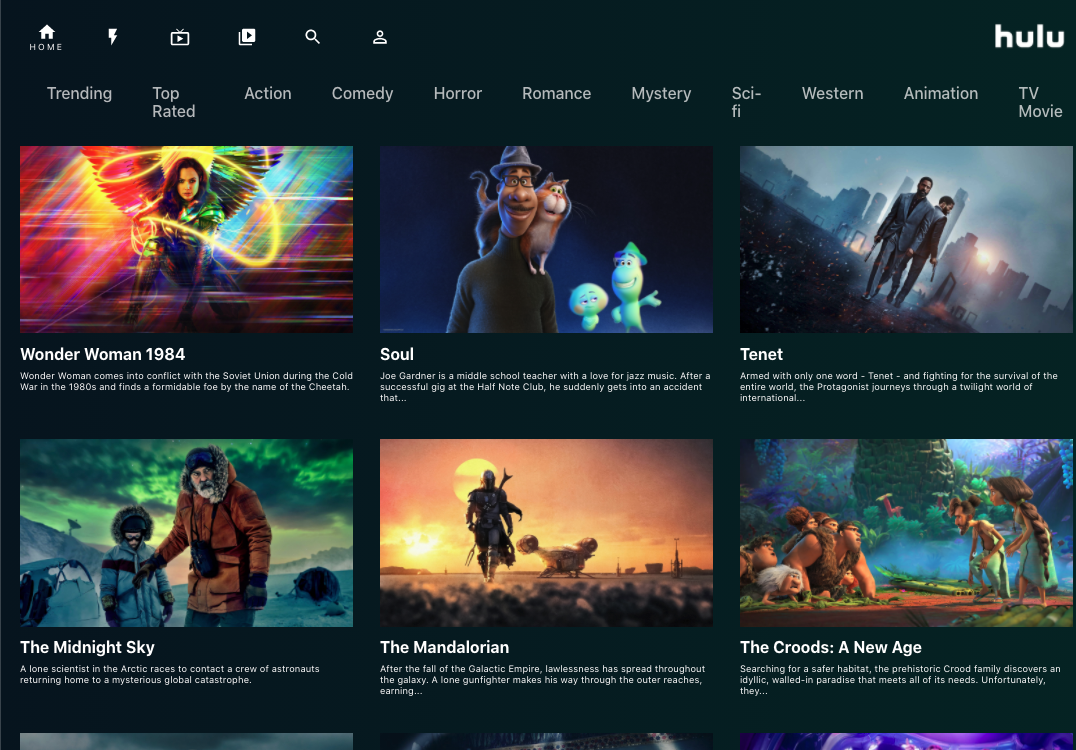 HOME
hulu
Trending
Top
Rated
Action
Comedy
Horror
Romance
Mystery
Sci-
fi
Western
Animation
TV
Movie
Wonder Woman 1984
Wonder Woman comes into conflict with the Soviet Union during the Cold
War in the 1980s and finds a formidable foe by the name of the Cheetah.
Soul
Joe Gardner is a middle school teacher with a love for jazz music. After a
successful gig at the Half Note Club, he suddenly gets into an accident
that...
Tenet
Armed with only one word - Tenet - and fighting for the survival of the
entire world, the Protagonist journeys through a twilight world of
international...
The Midnight Sky
A lone scientist in the Arctic races to contact a crew of astronauts
returning home to a mysterious global catastrophe.
The Mandalorian
After the fall of the Galactic Empire, lawlessness has spread throughout
the galaxy. A lone gunfighter makes his way through the outer reaches,
earning...
The Croods: A New Age
Searching for a safer habitat, the prehistoric Crood family discovers an
idyllic, walled-in paradise that meets all of its needs. Unfortunately,
they...